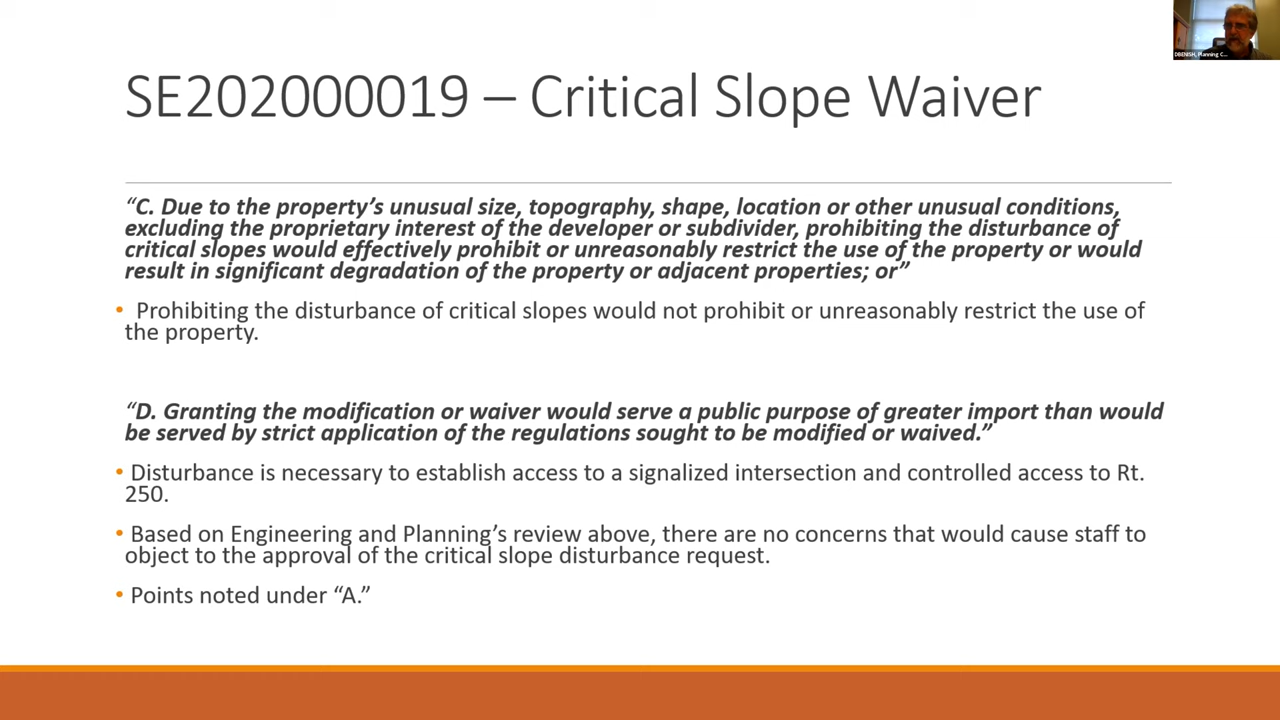 DBENISH, Planning C...
SE202000019 – Critical Slope Waiver
“C. Due to the property’s unusual size, topography, shape, location or other unusual conditions,
excluding the proprietary interest of the developer or subdivider, prohibiting the disturbance of
critical slopes would effectively prohibit or unreasonably restrict the use of the property or would
result in significant degradation of the property or adjacent properties; or”
• Prohibiting the disturbance of critical slopes would not prohibit or unreasonably restrict the use of
the property.
“D. Granting the modification or waiver would serve a public purpose of greater import than would
be served by strict application of the regulations sought to be modified or waived.”
• Disturbance is necessary to establish access to a signalized intersection and controlled access to Rt.
250.
• Based on Engineering and Planning’s review above, there are no concerns that would cause staff to
object to the approval of the critical slope disturbance request.
• Points noted under “A.”